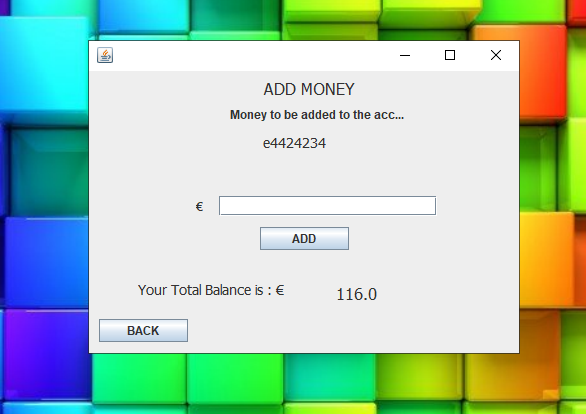 ADD MONEY
Money to be added to the acc...
e4424234
€
ADD
Your Total Balance is : € 116.0
BACK